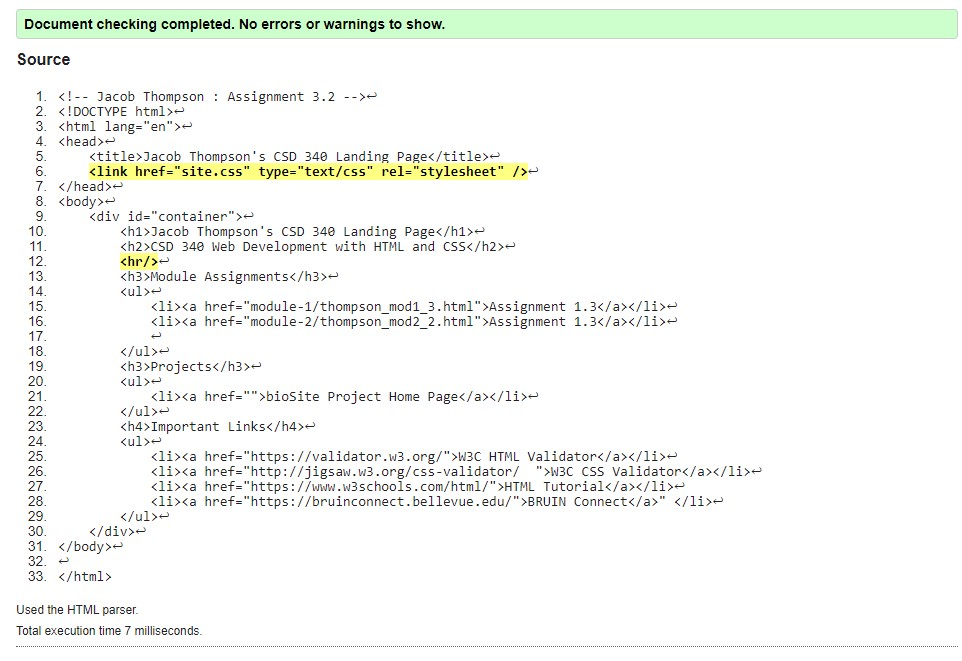 Document checking completed. No errors or warnings to show.
Source
1. <!-- Jacob Thompson : Assignment 3.2 -->↩
2. <!DOCTYPE html>↩
3. <html lang="en">↩
4. <head>↩
5.     <title>Jacob Thompson's CSD 340 Landing Page</title>↩
6.     <link href="site.css" type="text/css" rel="stylesheet" />↩
7. </head>↩
8. <body>↩
9.     <div id="container">↩
10.         <h1>Jacob Thompson's CSD 340 Landing Page</h1>↩
11.         <h2>CSD 340 Web Development with HTML and CSS</h2>↩
12.         <hr/>↩
13.         <h3>Module Assignments</h3>↩
14.         <ul>↩
15.             <li><a href="module-1/thompson_mod1_3.html">Assignment 1.3</a></li>↩
16.             <li><a href="module-2/thompson_mod2_2.html">Assignment 1.3</a></li>↩
17.             ↩
18.         </ul>↩
19.         <h3>Projects</h3>↩
20.         <ul>↩
21.             <li><a href="">bioSite Project Home Page</a></li>↩
22.         </ul>↩
23.         <h4>Important Links</h4>↩
24.         <ul>↩
25.             <li><a href="https://validator.w3.org/">W3C HTML Validator</a></li>↩
26.             <li><a href="http://jigsaw.w3.org/css-validator/  ">W3C CSS Validator</a></li>↩
27.             <li><a href="https://www.w3schools.com/html/">HTML Tutorial</a></li>↩
28.             <li><a href="https://bruinconnect.bellevue.edu/">BRUIN Connect</a>" </li>↩
29.         </ul>↩
30.     </div>↩
31. </body>↩
32. ↩
33. </html>
Used the HTML parser.
Total execution time 7 milliseconds.